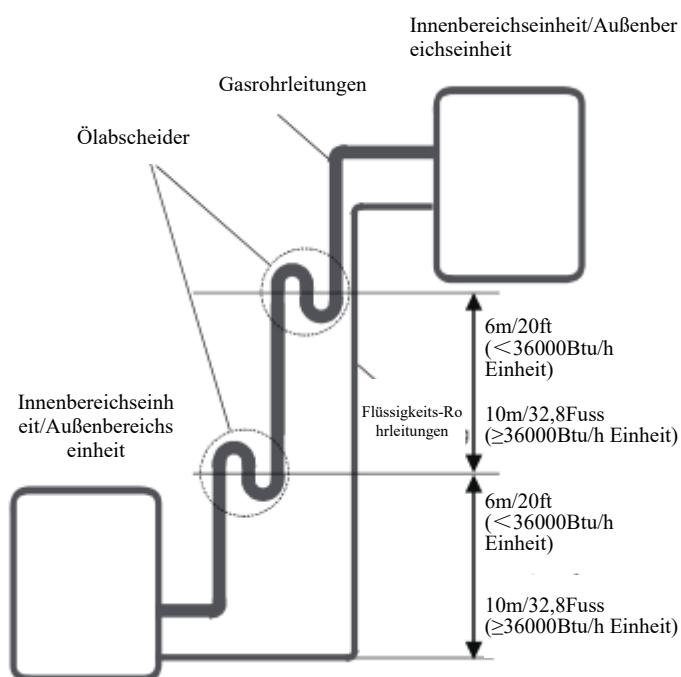 Innenbereichseinheit/Außenber
eichseinheit
Gasrohrleitungen
Ölabscheider
6m/20ft
(<36000Btu/h
Einheit)
Innenbereichseinh
eit/Außenbereichs
einheit
Flüssigkeits-Ro
hrleitungen
10m/32,8Fuss
(≥36000Btu/h Einheit)
6m/20ft
(<36000Btu/h
Einheit)
10m/32,8Fuss
(≥36000Btu/h Einheit)